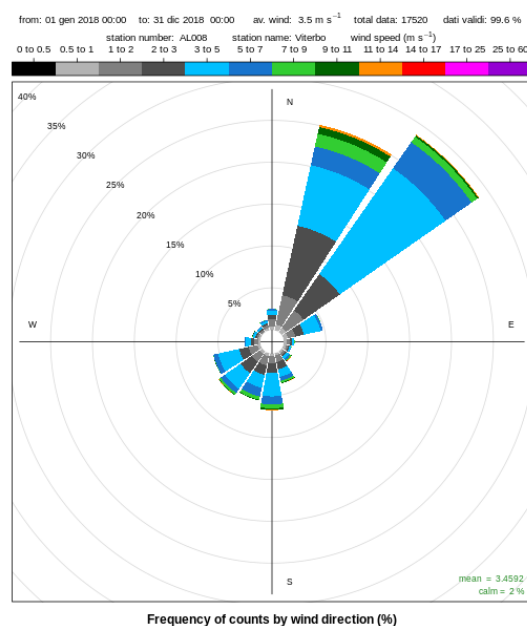 from: 01 gen 2018 00:00 to: 31 dic 2018 00:00 av. wind: 3.5 m s⁻¹ total data: 17520 dati validi: 99.6 %
station number: AL008 station name: Viterbo wind speed (m s⁻¹)
0 to 0.5 0.5 to 1 1 to 2 2 to 3 3 to 5 5 to 7 7 to 9 9 to 11 11 to 14 14 to 17 17 to 25 25 to 60
40%
N
35%
30%
25%
20%
15%
10%
5%
W E
S
mean = 3.4592
calm = 2 %
Frequency of counts by wind direction (%)